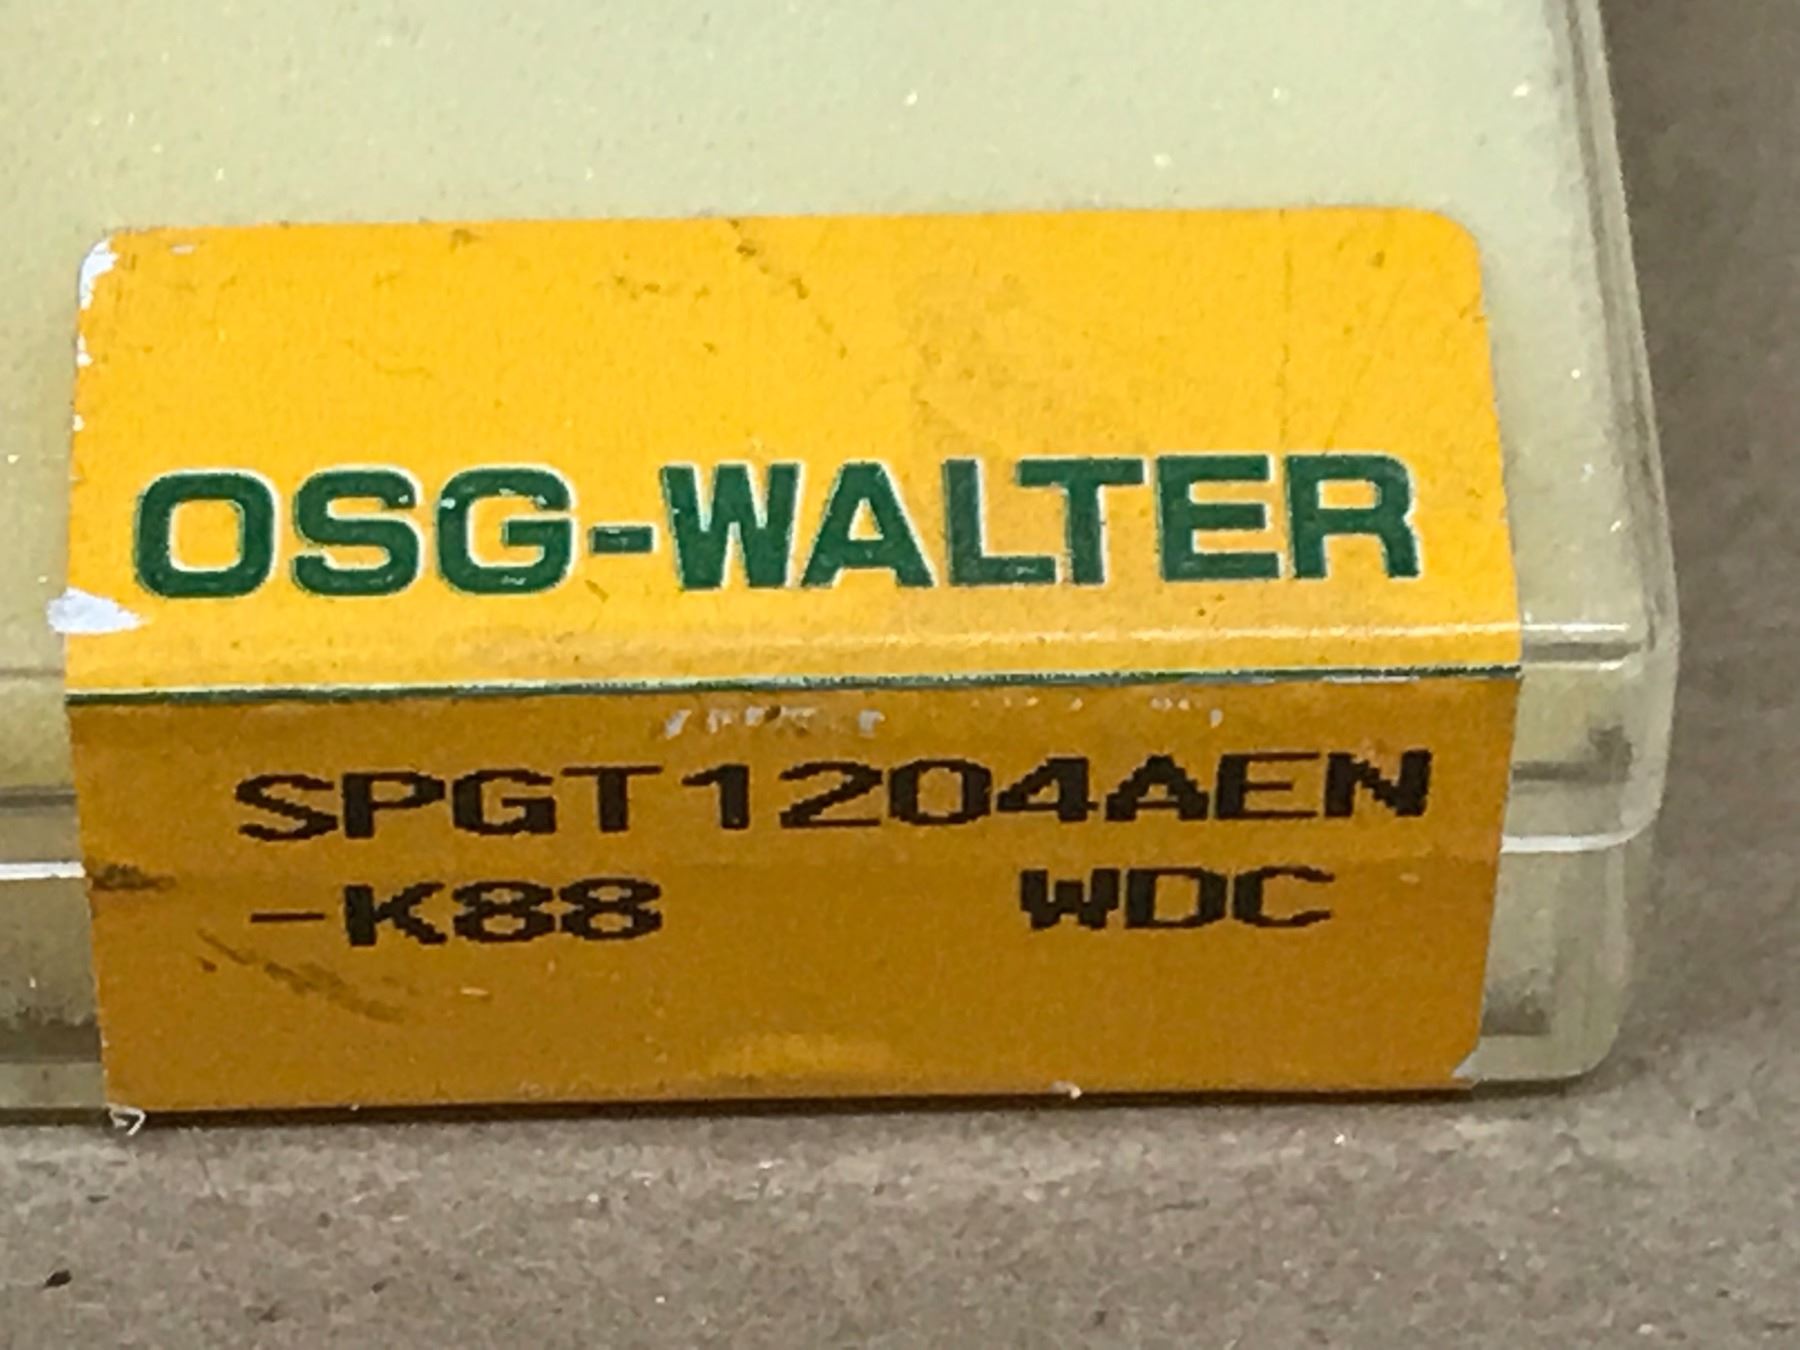 OSG-WALTER
SPGT1204AEN
-K88 WDC